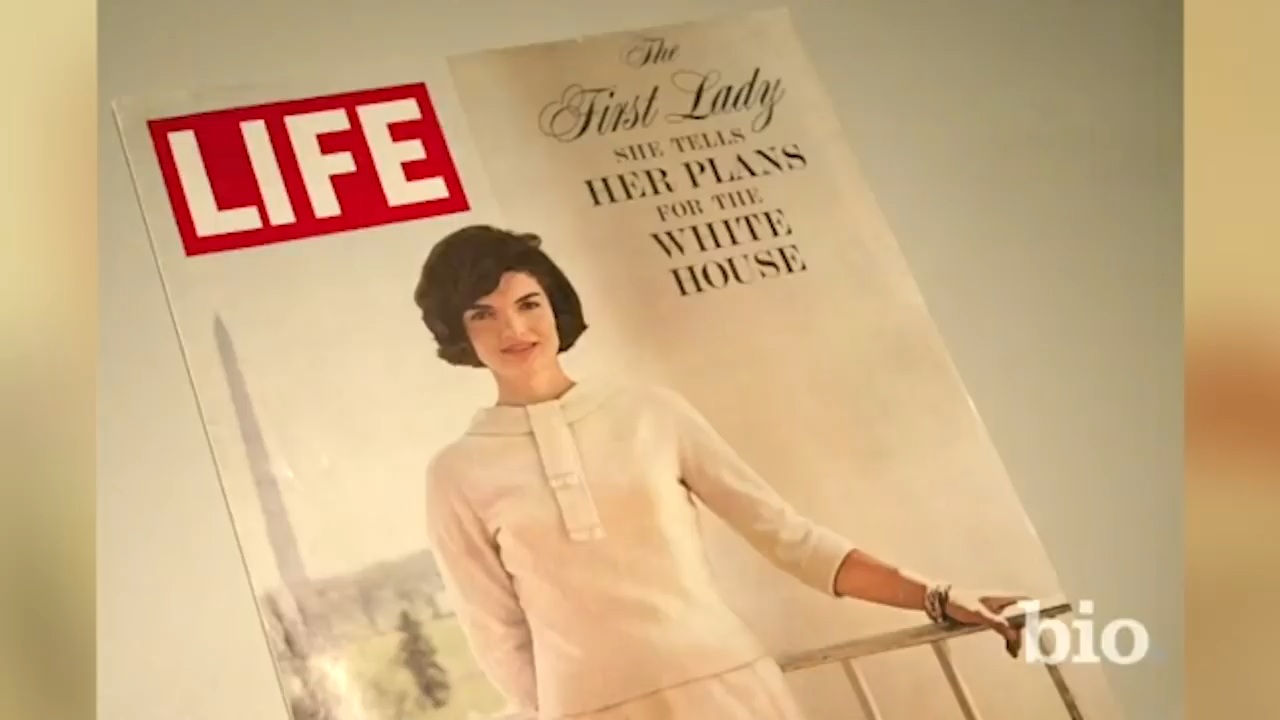 LIFE
The
First Lady
SHE TELLS
HER PLANS
FOR THE
WHITE
HOUSE
bio.